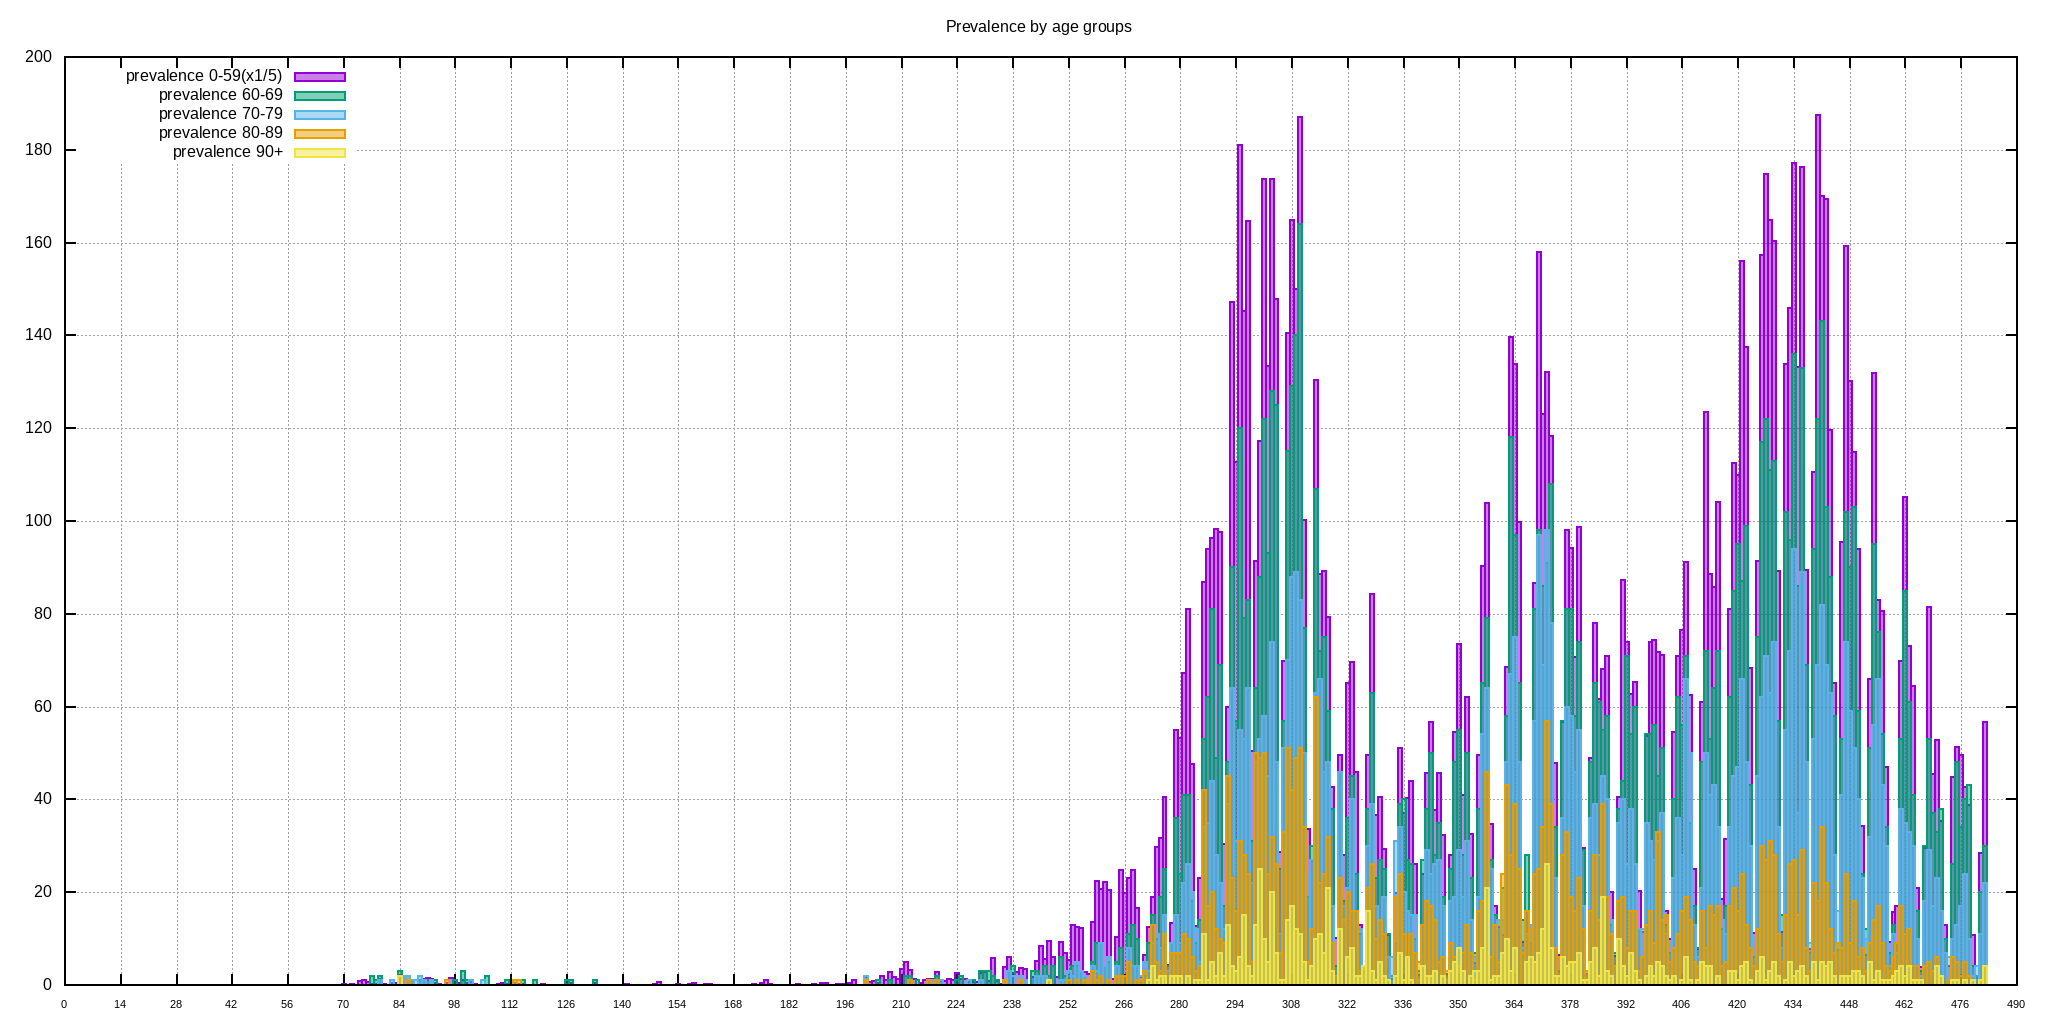 Prevalence by age groups
200
prevalence 0-59(x1/5)
prevalence 60-69
prevalence 70-79
prevalence 80-89
prevalence 90+
180
160
140
120
100
80
60
40
20
0
0 14 28 42 56 70 84 98 112 126 140 154 168 182 196 210 224 238 252 266 280 294 308 322 336 350 364 378 392 406 420 434 448 462 476 490